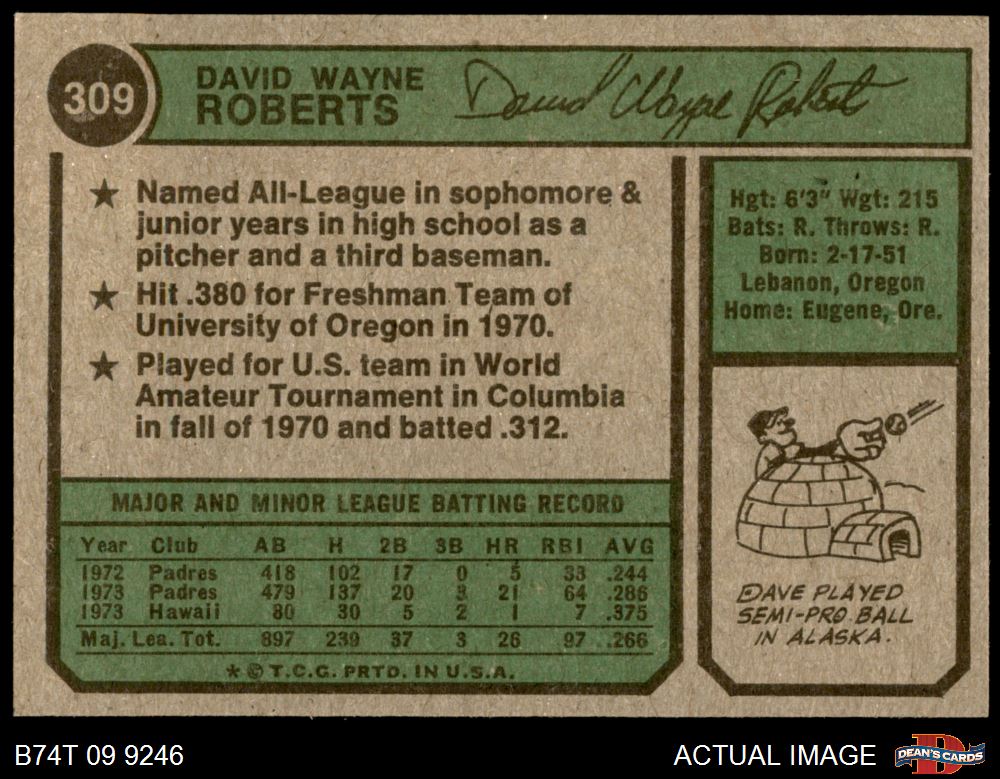 309
DAVID WAYNE
ROBERTS
David Wayne Roberts
★ Named All-League in sophomore &
junior years in high school as a
pitcher and a third baseman.
★ Hit .380 for Freshman Team of
University of Oregon in 1970.
★ Played for U.S. team in World
Amateur Tournament in Columbia
in fall of 1970 and batted .312.
Hgt: 6'3" Wgt: 215
Bats: R. Throws: R.
Born: 2-17-51
Lebanon, Oregon
Home: Eugene, Ore.
MAJOR AND MINOR LEAGUE BATTING RECORD
Year Club AB H 2B 3B HR RBI AVG
1972 Padres 418 102 17 0 5 33 .244
1973 Padres 479 137 20 3 21 64 .286
1973 Hawaii 80 30 5 2 1 7 .375
Maj. Lea. Tot. 897 239 37 3 26 97 .266
* © T.C.G. PRTD. IN U.S.A.
DAVE PLAYED
SEMI-PRO BALL
IN ALASKA.
B74T 09 9246
ACTUAL IMAGE
DEAN'S CARDS